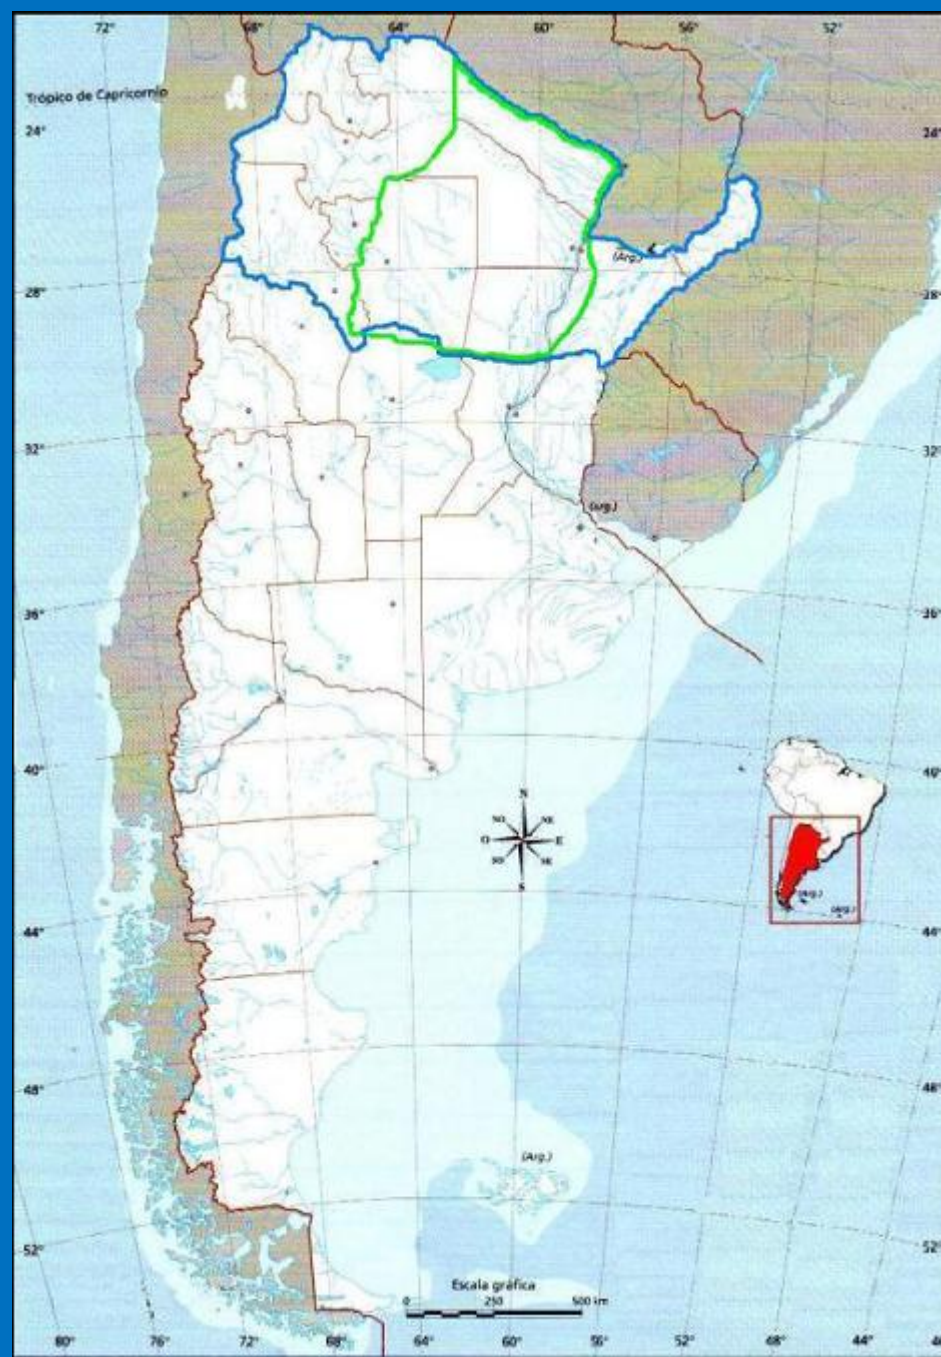 72° 68° 64° 60° 56° 52°
Trópico de Capricornio
24° 24°
(Arg.)
28° 28°
32° 32°
(Arg.)
36° 36°
40° 40°
N
NO NE
O E
SO SE
S
(Arg.)
(Arg.)
44° 44°
48° 48°
(Arg.)
52° 52°
Escala gráfica
0 250 500 km
80° 76° 72° 68° 64° 60° 56° 52° 48° 44°